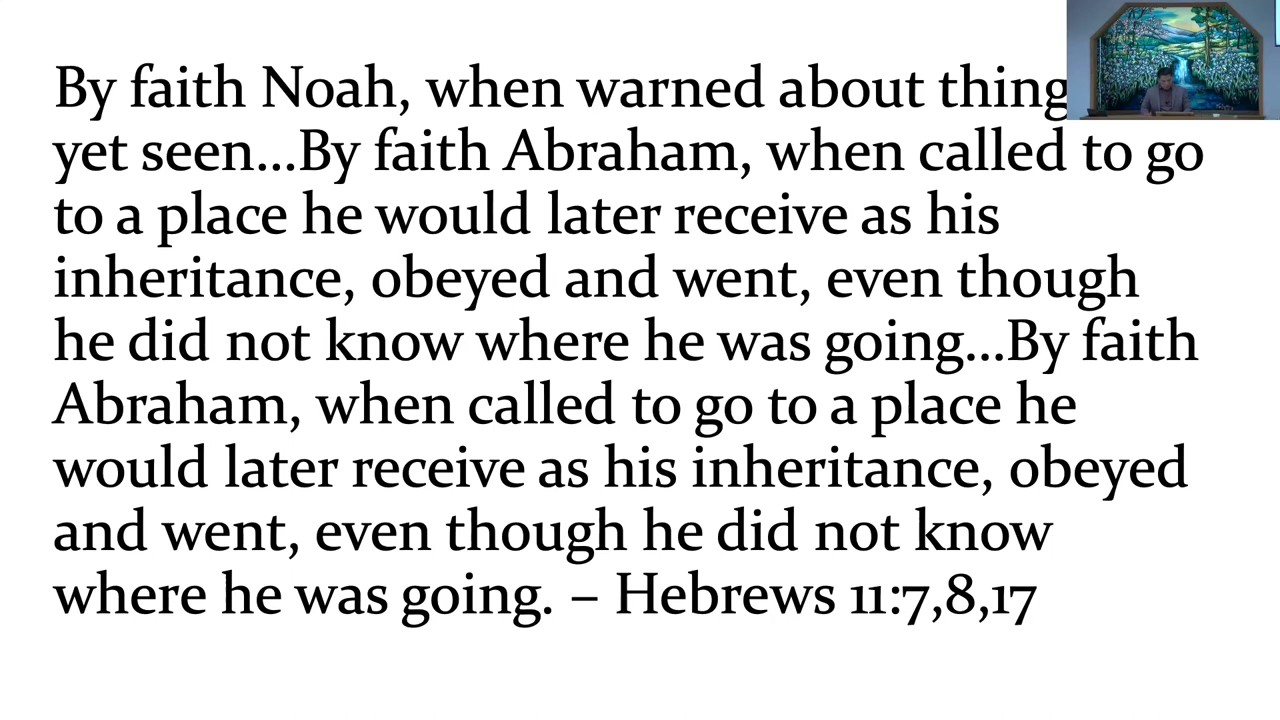 By faith Noah, when warned about thing
yet seen...By faith Abraham, when called to go
to a place he would later receive as his
inheritance, obeyed and went, even though
he did not know where he was going...By faith
Abraham, when called to go to a place he
would later receive as his inheritance, obeyed
and went, even though he did not know
where he was going. – Hebrews 11:7,8,17